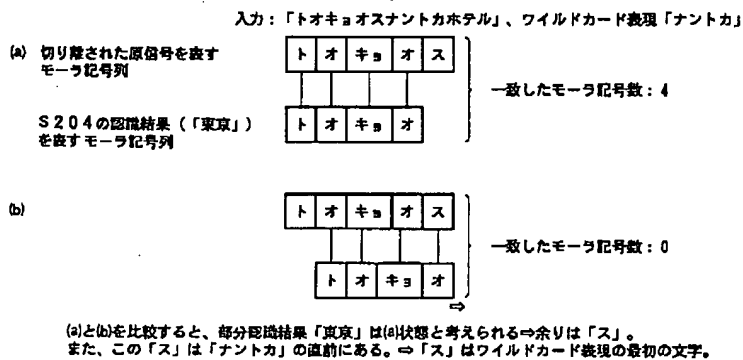 入力：「トオキョオスナントカホテル」、ワイルドカード表現「ナントカ」
(a) 切り離された原信号を表す
モーラ記号列
ト オ キョ オ ス
一致したモーラ記号数：4
S204の認識結果（「東京」）
を表すモーラ記号列
ト オ キョ オ
(b)
ト オ キョ オ ス
一致したモーラ記号数：0
ト オ キョ オ
⇨
(a)と(b)を比較すると、部分認識結果「東京」は(a)状態と考えられる⇨余りは「ス」。
また、この「ス」は「ナントカ」の直前にある。⇨「ス」はワイルドカード表現の最初の文字。